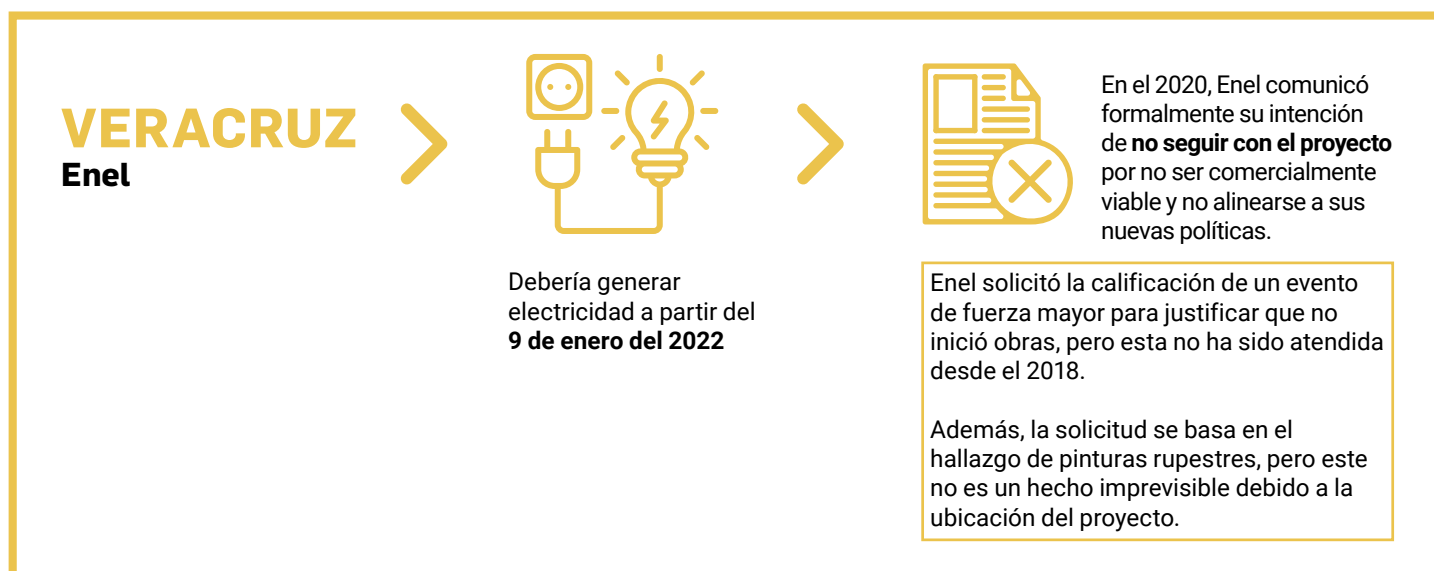 VERACRUZ
Enel
Debería generar
electricidad a partir del
9 de enero del 2022
En el 2020, Enel comunicó
formalmente su intención
de no seguir con el proyecto
por no ser comercialmente
viable y no alinearse a sus
nuevas políticas.
Enel solicitó la calificación de un evento
de fuerza mayor para justificar que no
inició obras, pero esta no ha sido atendida
desde el 2018.
Además, la solicitud se basa en el
hallazgo de pinturas rupestres, pero este
no es un hecho imprevisible debido a la
ubicación del proyecto.